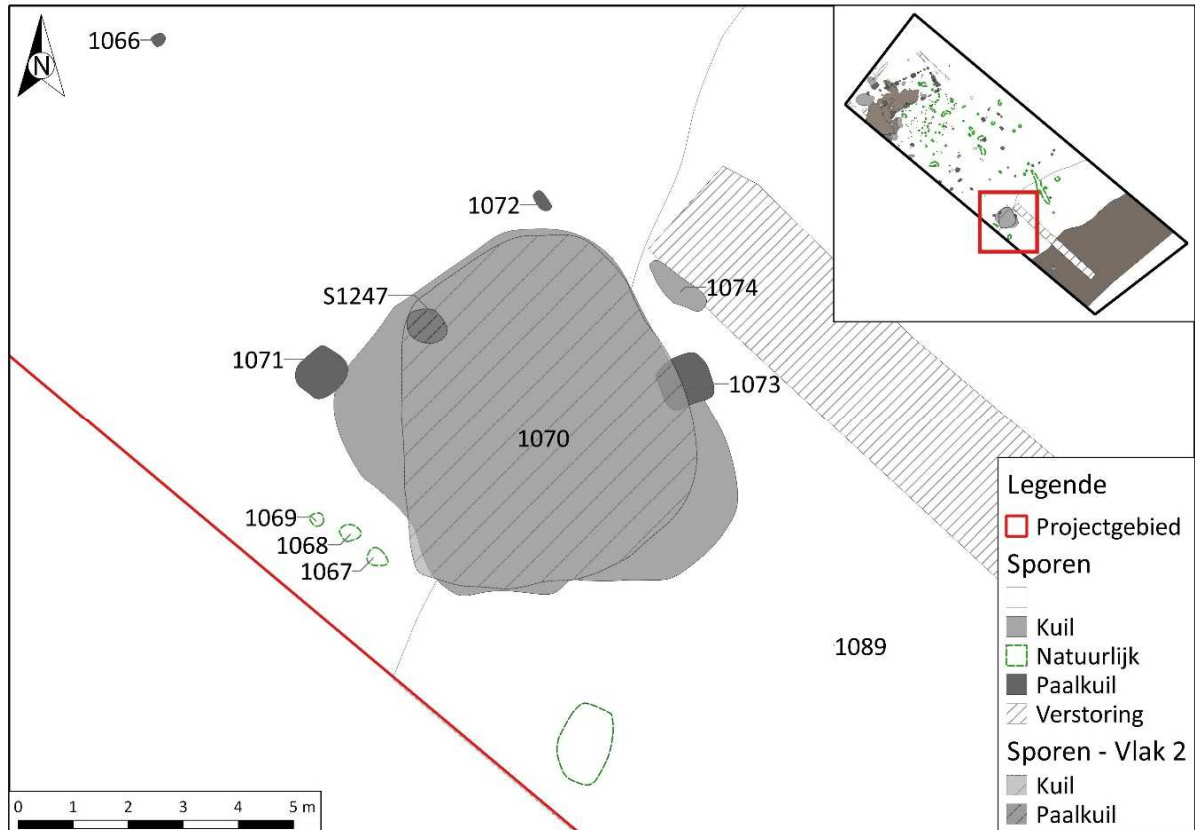 1066
N
1072
S1247
1074
1071
1073
1070
1069
1068
1067
1089
Legende
Projectgebied
Sporen
Kuil
Natuurlijk
Paalkuil
Verstoring
Sporen - Vlak 2
Kuil
Paalkuil
0 1 2 3 4 5 m